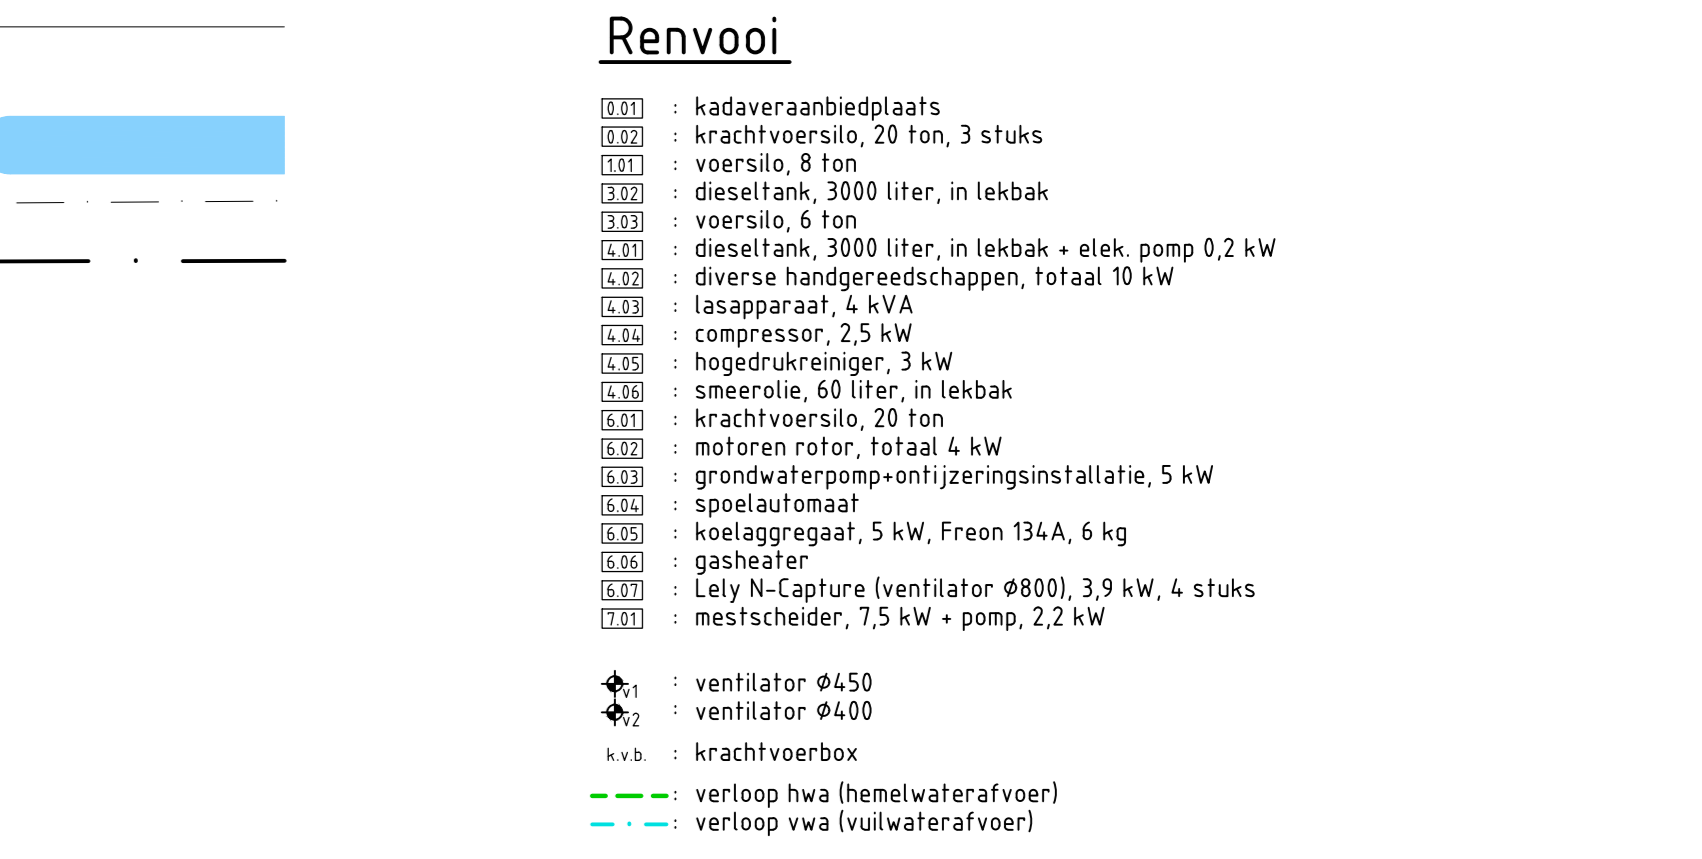 Renvooi
0.01 : kadaveraanbiedplaats
0.02 : krachtvoersilo, 20 ton, 3 stuks
1.01 : voersilo, 8 ton
3.02 : dieseltank, 3000 liter, in lekbak
3.03 : voersilo, 6 ton
4.01 : dieseltank, 3000 liter, in lekbak + elek. pomp 0,2 kW
4.02 : diverse handgereedschappen, totaal 10 kW
4.03 : lasapparaat, 4 kVA
4.04 : compressor, 2,5 kW
4.05 : hogedrukreiniger, 3 kW
4.06 : smeerolie, 60 liter, in lekbak
6.01 : krachtvoersilo, 20 ton
6.02 : motoren rotor, totaal 4 kW
6.03 : grondwaterpomp+ontijzeringsinstallatie, 5 kW
6.04 : spoelautomaat
6.05 : koelaggregaat, 5 kW, Freon 134A, 6 kg
6.06 : gasheater
6.07 : Lely N-Capture (ventilator Ø800), 3,9 kW, 4 stuks
7.01 : mestscheider, 7,5 kW + pomp, 2,2 kW
v1 : ventilator Ø450
v2 : ventilator Ø400
k.v.b. : krachtvoerbox
: verloop hwa (hemelwaterafvoer)
: verloop vwa (vuilwaterafvoer)